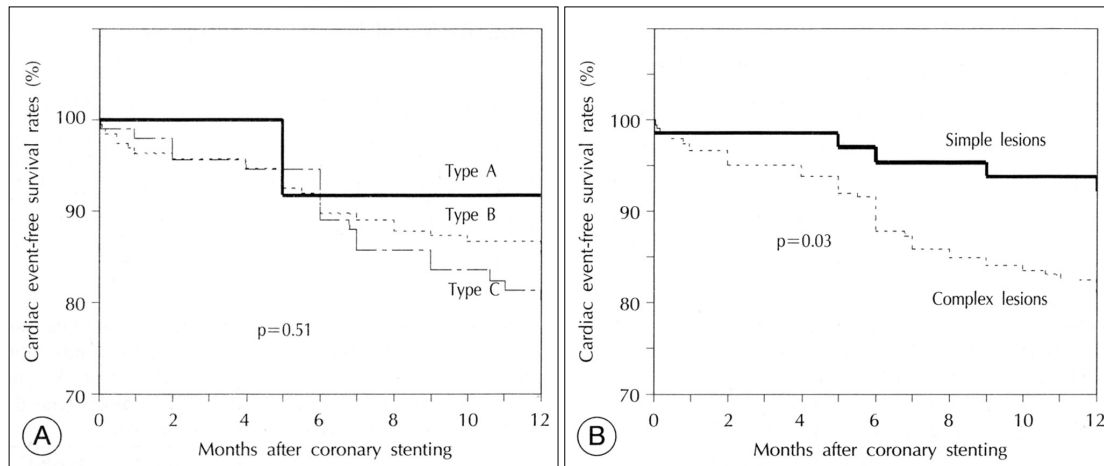 Cardiac event-free survival rates (%)
100
90
80
70
Type A
Type B
Type C
p=0.51
0 2 4 6 8 10 12
Months after coronary stenting
A
Cardiac event-free survival rates (%)
100
90
80
70
Simple lesions
p=0.03
Complex lesions
0 2 4 6 8 10 12
Months after coronary stenting
B